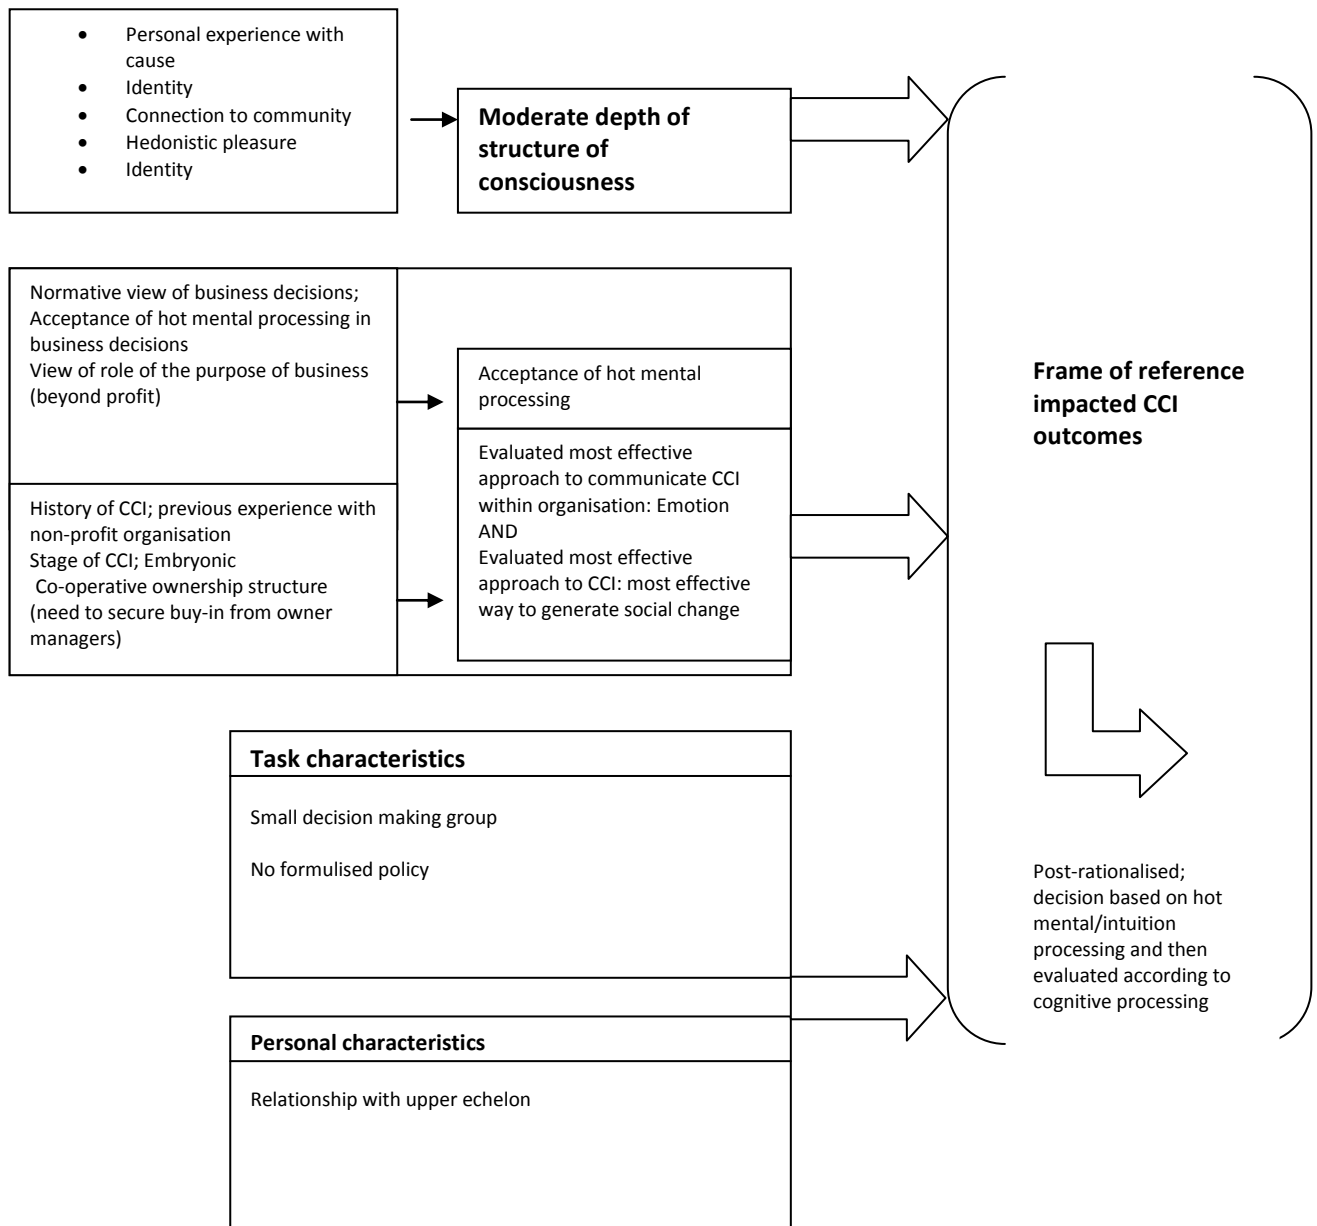 • Personal experience with
cause
• Identity
• Connection to community
• Hedonistic pleasure
• Identity
Moderate depth of
structure of
consciousness
Normative view of business decisions;
Acceptance of hot mental processing in
business decisions
View of role of the purpose of business
(beyond profit)
Acceptance of hot mental
processing
History of CCI; previous experience with
non-profit organisation
Stage of CCI; Embryonic
Co-operative ownership structure
(need to secure buy-in from owner
managers)
Evaluated most effective
approach to communicate CCI
within organisation: Emotion
AND
Evaluated most effective
approach to CCI: most effective
way to generate social change
Task characteristics
Small decision making group
No formulised policy
Personal characteristics
Relationship with upper echelon
Frame of reference
impacted CCI
outcomes
Post-rationalised;
decision based on hot
mental/intuition
processing and then
evaluated according to
cognitive processing